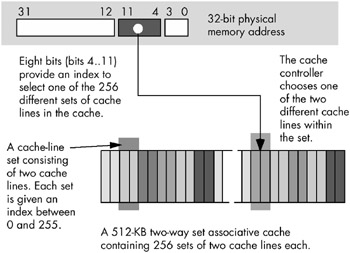 31 12 11 4 3 0
32-bit physical
memory address
Eight bits (bits 4..11)
provide an index to
select one of the 256
different sets of cache
lines in the cache.
The cache
controller
chooses one
of the two
different cache
lines within
the set.
A cache-line
set consisting
of two cache
lines. Each set
is given an
index between
0 and 255.
A 512-KB two-way set associative cache
containing 256 sets of two cache lines each.